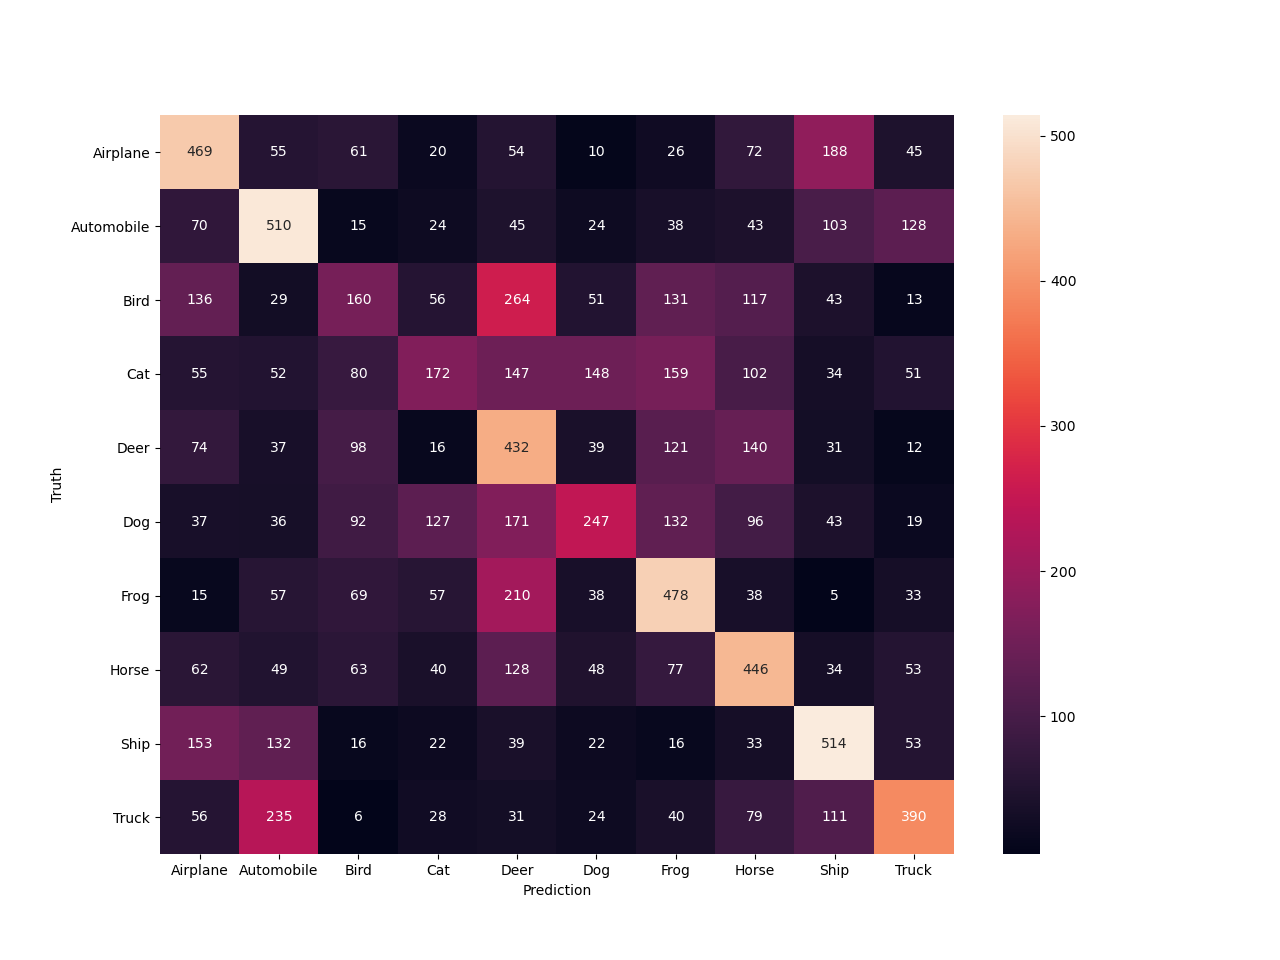 Airplane 469 55 61 20 54 10 26 72 188 45
Automobile 70 510 15 24 45 24 38 43 103 128
Bird 136 29 160 56 264 51 131 117 43 13
Cat 55 52 80 172 147 148 159 102 34 51
Deer 74 37 98 16 432 39 121 140 31 12
Dog 37 36 92 127 171 247 132 96 43 19
Frog 15 57 69 57 210 38 478 38 5 33
Horse 62 49 63 40 128 48 77 446 34 53
Ship 153 132 16 22 39 22 16 33 514 53
Truck 56 235 6 28 31 24 40 79 111 390
Airplane Automobile Bird Cat Deer Dog Frog Horse Ship Truck
Prediction
Truth
500
400
300
200
100